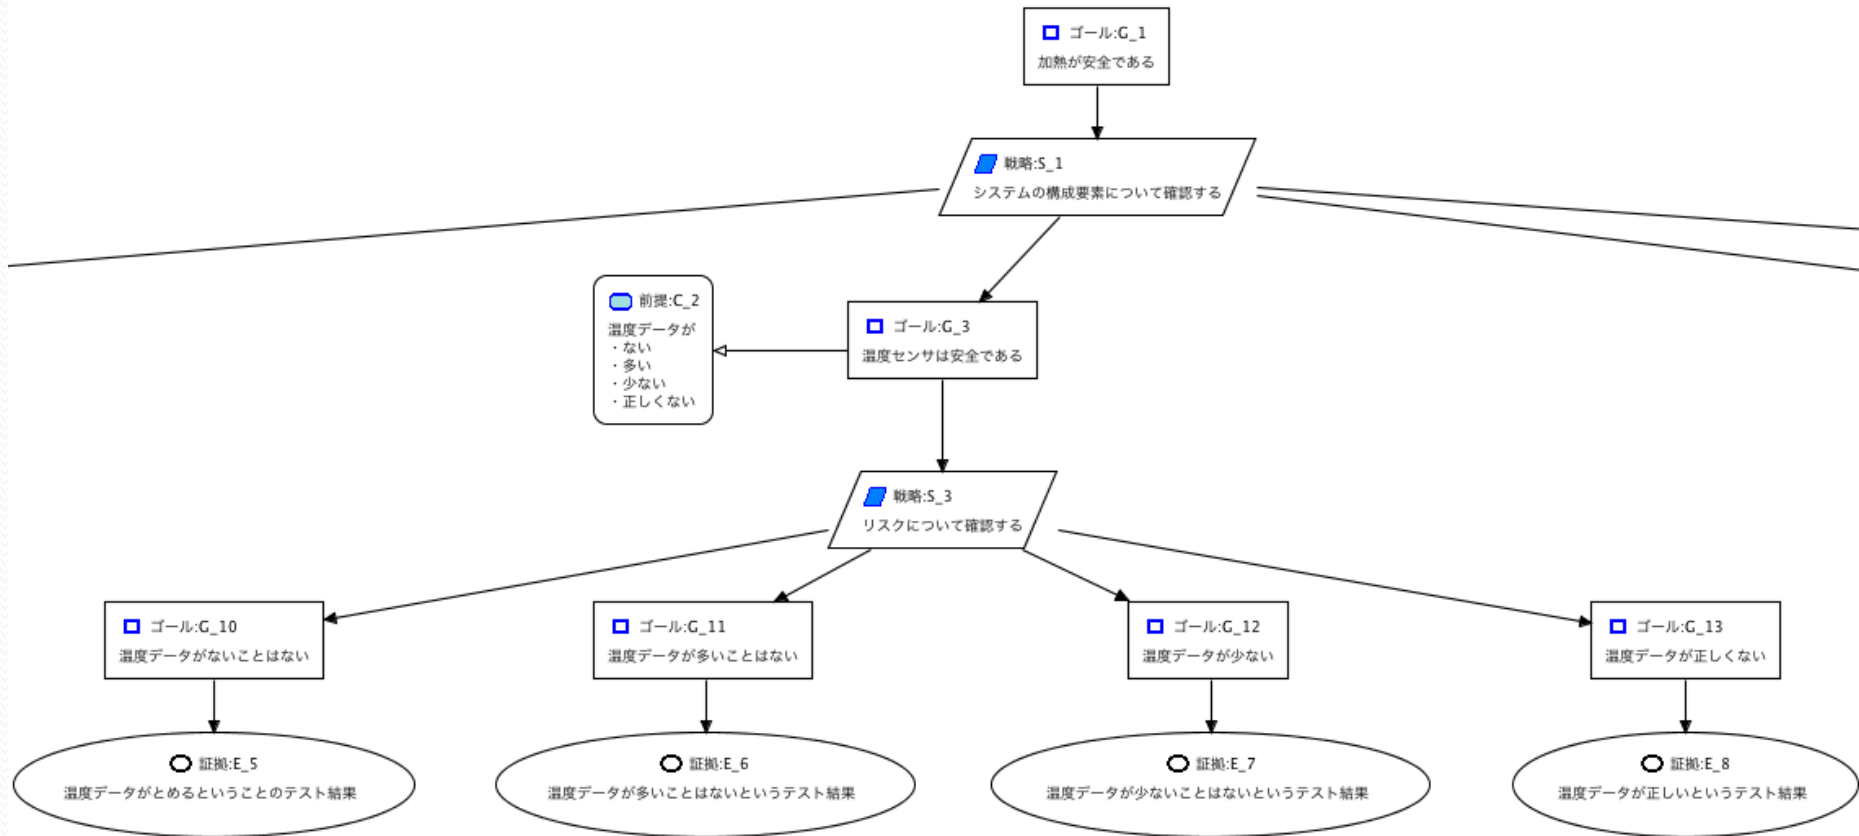 ゴール:G_1
加熱が安全である
戦略:S_1
システムの構成要素について確認する
前提:C_2
温度データが
・ない
・多い
・少ない
・正しくない
ゴール:G_3
温度センサは安全である
戦略:S_3
リスクについて確認する
ゴール:G_10
温度データがないことはない
ゴール:G_11
温度データが多いことはない
ゴール:G_12
温度データが少ない
ゴール:G_13
温度データが正しくない
証拠:E_5
温度データがとめるということのテスト結果
証拠:E_6
温度データが多いことはないというテスト結果
証拠:E_7
温度データが少ないことはないというテスト結果
証拠:E_8
温度データが正しいというテスト結果